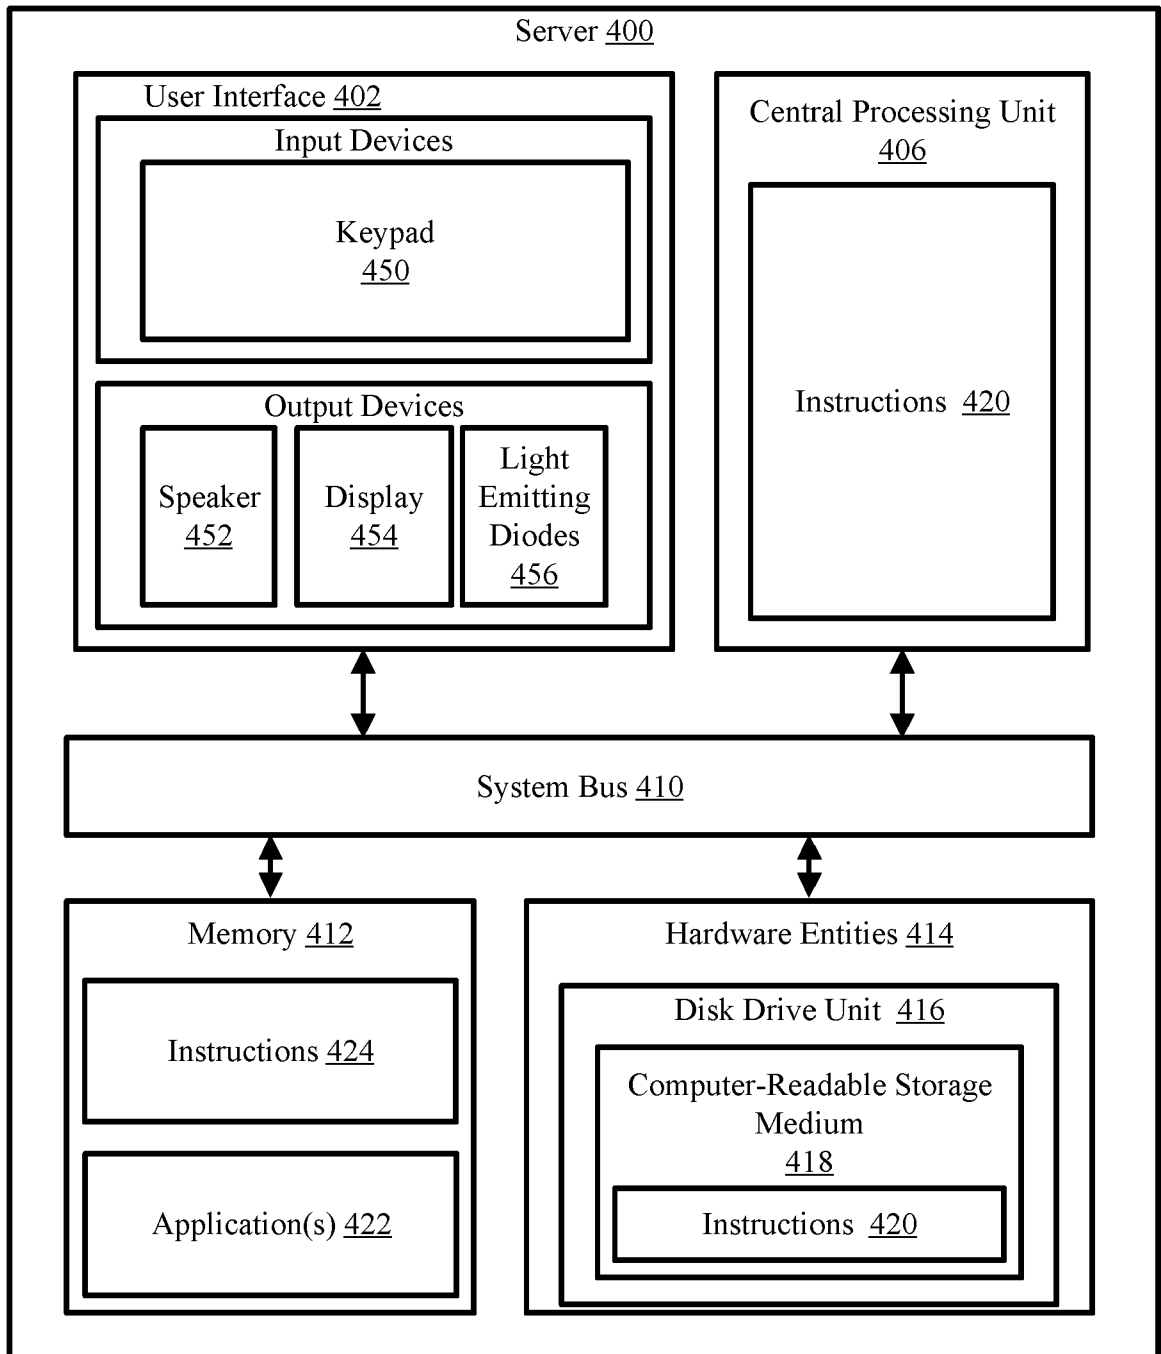 Server 400
User Interface 402
Input Devices
Keypad
450
Output Devices
Speaker
452
Display
454
Light
Emitting
Diodes
456
Central Processing Unit
406
Instructions 420
System Bus 410
Memory 412
Instructions 424
Application(s) 422
Hardware Entities 414
Disk Drive Unit 416
Computer-Readable Storage
Medium
418
Instructions 420